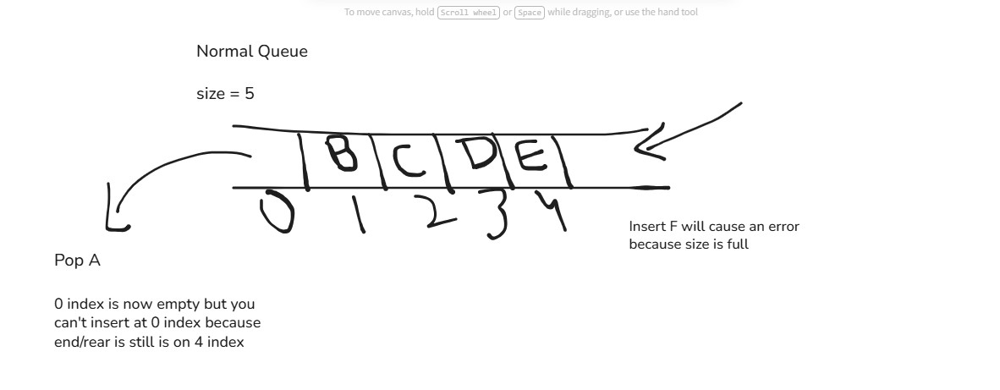 To move canvas, hold Scroll wheel or Space while dragging, or use the hand tool
Normal Queue
size = 5
B C D E
0 1 2 3 4
Insert F will cause an error
because size is full
Pop A
0 index is now empty but you
can't insert at 0 index because
end/rear is still is on 4 index